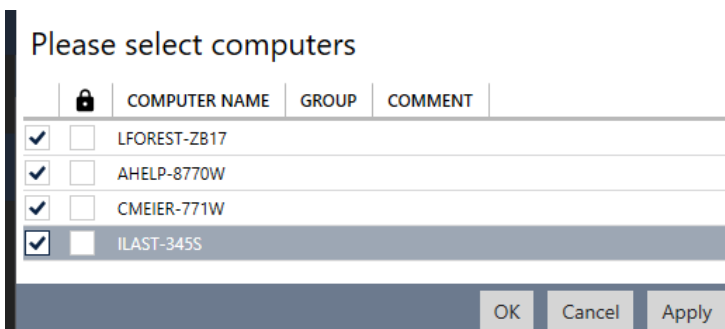 Please select computers
COMPUTER NAME GROUP COMMENT
LFOREST-ZB17
AHELP-8770W
CMEIER-771W
ILAST-345S
OK Cancel Apply